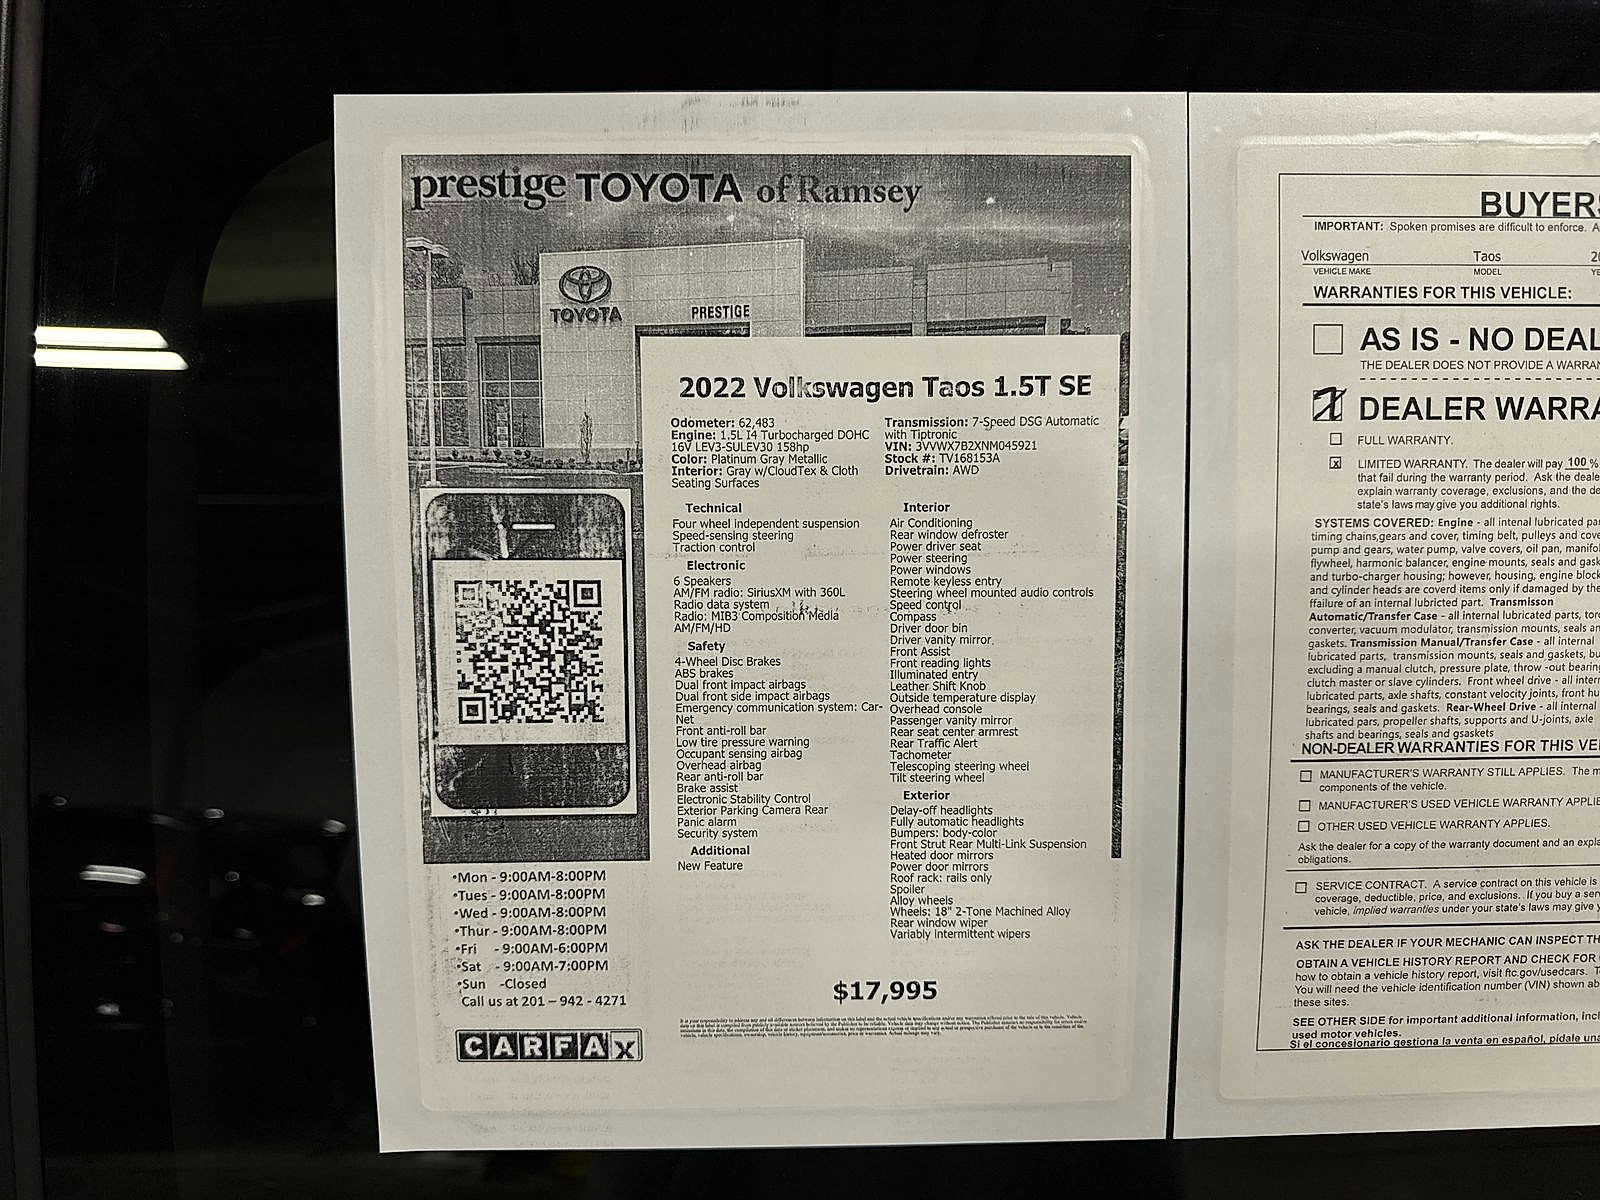 prestige TOYOTA of Ramsey
TOYOTA
PRESTIGE
2022 Volkswagen Taos 1.5T SE
Odometer: 62,483
Engine: 1.5L I4 Turbocharged DOHC
16V LEV3-SULEV30 158hp
Color: Platinum Gray Metallic
Interior: Gray w/CloudTex & Cloth
Seating Surfaces
Transmission: 7-Speed DSG Automatic
with Tiptronic
VIN: 3VVWX7B2XNM045921
Stock #: TV168153A
Drivetrain: AWD
Technical
Four wheel independent suspension
Speed-sensing steering
Traction control
Electronic
6 Speakers
AM/FM radio: SiriusXM with 360L
Radio data system
Radio: MIB3 Composition Media
AM/FM/HD
Safety
4-Wheel Disc Brakes
ABS brakes
Dual front impact airbags
Dual front side impact airbags
Emergency communication system: Car-
Net
Front anti-roll bar
Low tire pressure warning
Occupant sensing airbag
Overhead airbag
Rear anti-roll bar
Brake assist
Electronic Stability Control
Exterior Parking Camera Rear
Panic alarm
Security system
Additional
New Feature
Interior
Air Conditioning
Rear window defroster
Power driver seat
Power steering
Power windows
Remote keyless entry
Steering wheel mounted audio controls
Speed control
Compass
Driver door bin
Driver vanity mirror
Front Assist
Front reading lights
Illuminated entry
Leather Shift Knob
Outside temperature display
Overhead console
Passenger vanity mirror
Rear seat center armrest
Rear Traffic Alert
Tachometer
Telescoping steering wheel
Tilt steering wheel
Exterior
Delay-off headlights
Fully automatic headlights
Bumpers: body-color
Front Strut Rear Multi-Link Suspension
Heated door mirrors
Power door mirrors
Roof rack: rails only
Spoiler
Alloy wheels
Wheels: 18" 2-Tone Machined Alloy
Rear window wiper
Variably intermittent wipers
$17,995
•Mon - 9:00AM-8:00PM
•Tues - 9:00AM-8:00PM
•Wed - 9:00AM-8:00PM
•Thur - 9:00AM-8:00PM
•Fri - 9:00AM-6:00PM
•Sat - 9:00AM-7:00PM
•Sun -Closed
Call us at 201 – 942 - 4271
CARFAX
BUYERS
IMPORTANT: Spoken promises are difficult to enforce.
Volkswagen Taos 20
VEHICLE MAKE MODEL
WARRANTIES FOR THIS VEHICLE:
AS IS - NO DEAL
THE DEALER DOES NOT PROVIDE A WARRAN
DEALER WARRA
FULL WARRANTY.
x LIMITED WARRANTY. The dealer will pay 100 %
that fail during the warranty period. Ask the deale
explain warranty coverage, exclusions, and the de
state's laws may give you additional rights.
SYSTEMS COVERED: Engine - all intenal lubricated pa
timing chains,gears and cover, timing belt, pulleys and cove
pump and gears, water pump, valve covers, oil pan, manifol
flywheel, harmonic balancer, engine mounts, seals and gask
and turbo-charger housing; however, housing, engine block
and cylinder heads are coverd items only if damaged by the
ffailure of an internal lubricted part. Transmisson
Automatic/Transfer Case - all internal lubricated parts, tor
converter, vacuum modulator, transmission mounts, seals an
gaskets. Transmission Manual/Transfer Case - all internal
lubricated parts, transmission mounts, seals and gaskets, bu
excluding a manual clutch, pressure plate, throw -out bearing
clutch master or slave cylinders. Front wheel drive - all intern
lubricated parts, axle shafts, constant velocity joints, front hu
bearings, seals and gaskets. Rear-Wheel Drive - all internal
lubricated pars, propeller shafts, supports and U-joints, axle
shafts and bearings, seals and gsaskets
NON-DEALER WARRANTIES FOR THIS VE
MANUFACTURER'S WARRANTY STILL APPLIES. The m
components of the vehicle.
MANUFACTURER'S USED VEHICLE WARRANTY APPLIE
OTHER USED VEHICLE WARRANTY APPLIES.
Ask the dealer for a copy of the warranty document and an expla
obligations.
SERVICE CONTRACT. A service contract on this vehicle is
coverage, deductible, price, and exclusions. If you buy a ser
vehicle, implied warranties under your state's laws may give y
ASK THE DEALER IF YOUR MECHANIC CAN INSPECT TH
OBTAIN A VEHICLE HISTORY REPORT AND CHECK FOR
how to obtain a vehicle history report, visit ftc.gov/usedcars. T
You will need the vehicle identification number (VIN) shown ab
these sites.
SEE OTHER SIDE for important additional information, incl
used motor vehicles.
Si el concesionario gestiona la venta en español, pídale una